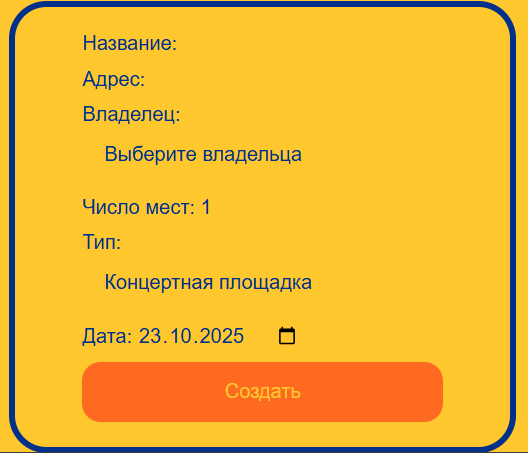 Название:
Адрес:
Владелец:
Выберите владельца
Число мест: 1
Тип:
Концертная площадка
Дата: 23.10.2025
Создать